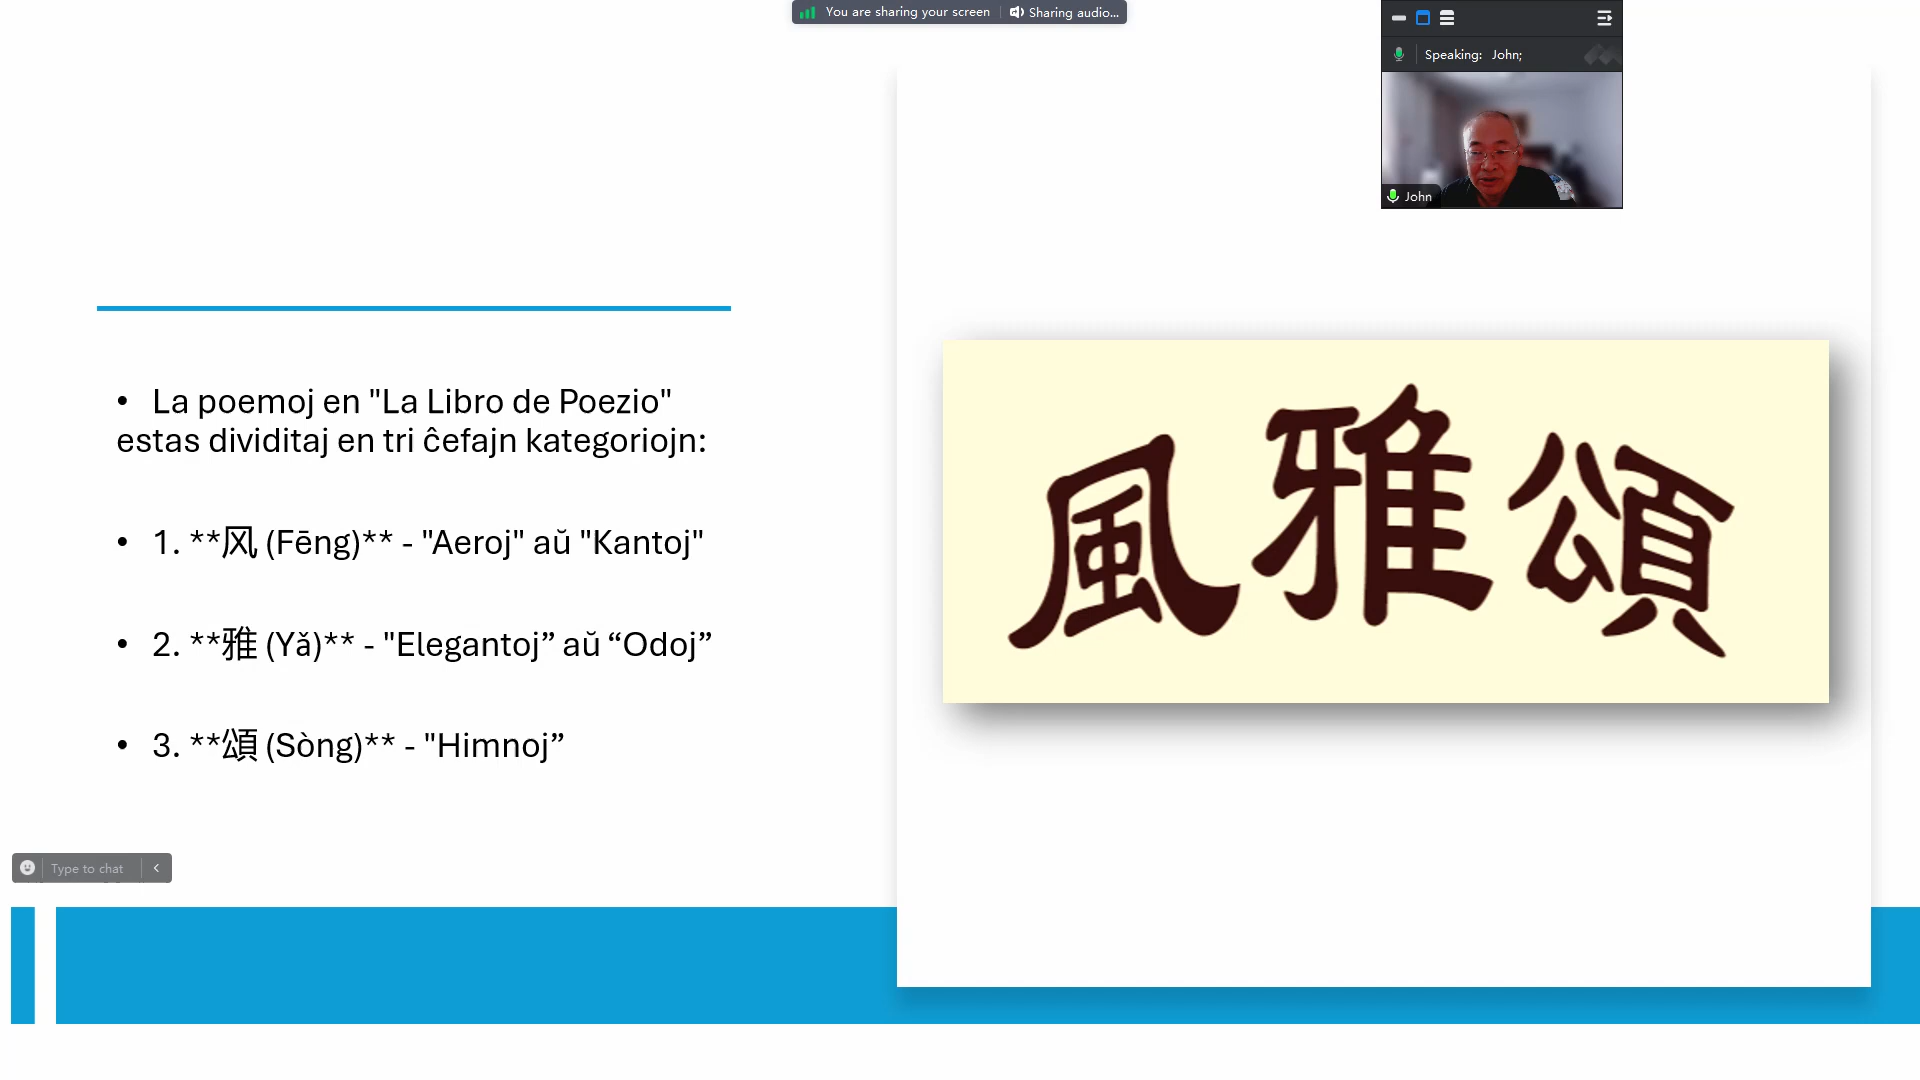 You are sharing your screen
Sharing audio...
Speaking: John;
John
• La poemoj en "La Libro de Poezio"
estas dividitaj en tri ĉefajn kategoriojn:
• 1. **风 (Fēng)** - "Aeroj" aŭ "Kantoj"
• 2. **雅 (Yǎ)** - "Elegantoj” aŭ “Odoj”
• 3. **頌 (Sòng)** - "Himnoj”
風雅頌
Type to chat